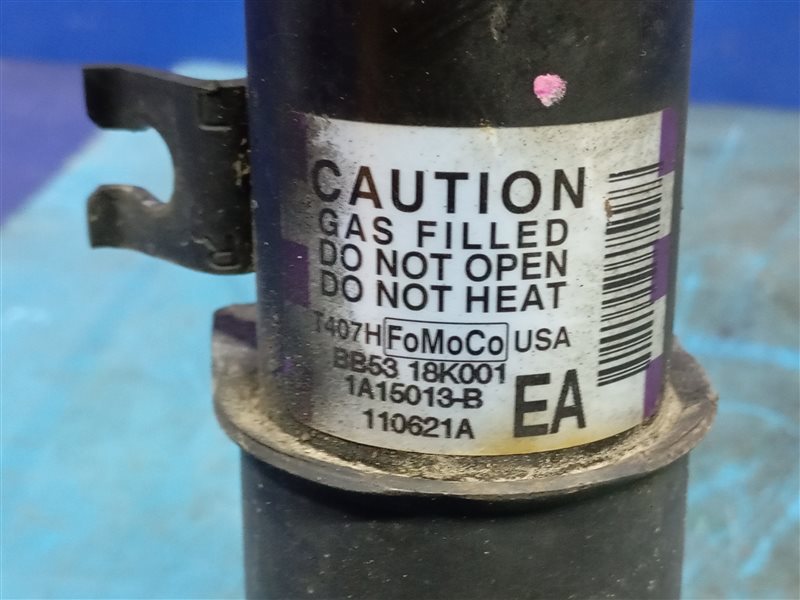 CAUTION
GAS FILLED
DO NOT OPEN
DO NOT HEAT
T407H FoMoCo USA
BB53 18K001
1A15013-B
110621A
EA